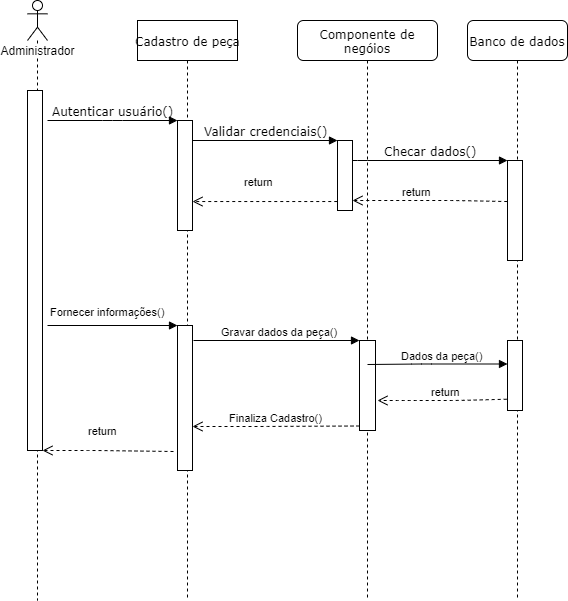 Administrador
Cadastro de peça
Componente de
negóios
Banco de dados
Autenticar usuário()
Validar credenciais()
Checar dados()
return
return
Fornecer informações()
Gravar dados da peça()
Dados da peça()
return
Finaliza Cadastro()
return